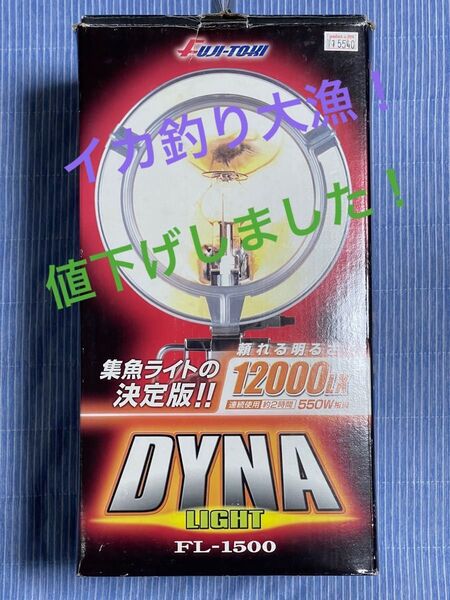 FUJI-TOKI
¥5540
イカ釣り大漁！
値下げしました！
集魚ライトの
決定版!!
頼れる明るさ
12000LX
連続使用 約2時間 550W相当
DYNA
LIGHT
FL-1500